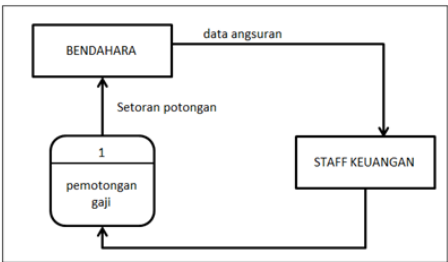 BENDAHARA
data angsuran
Setoran potongan
1
pemotongan
gaji
STAFF KEUANGAN